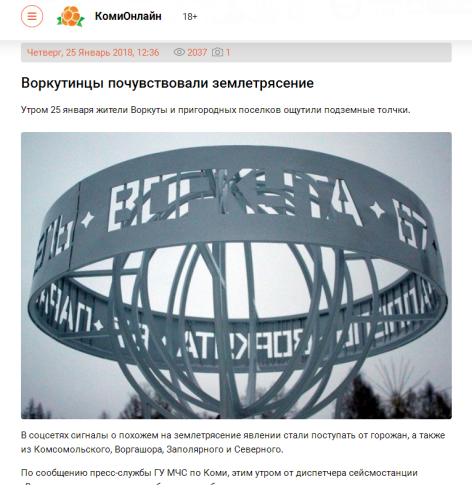 КомиОнлайн 18+
Четверг, 25 Январь 2018, 12:36 2037 1
Воркутинцы почувствовали землетрясение
Утром 25 января жители Воркуты и пригородных поселков ощутили подземные толчки.
ВОРКУТА 67
ВОРКУТА
В соцсетях сигналы о похожем на землетрясение явлении стали поступать от горожан, а также
из Комсомольского, Воргашора, Заполярного и Северного.
По сообщению пресс-службы ГУ МЧС по Коми, этим утром от диспетчера сейсмостанции